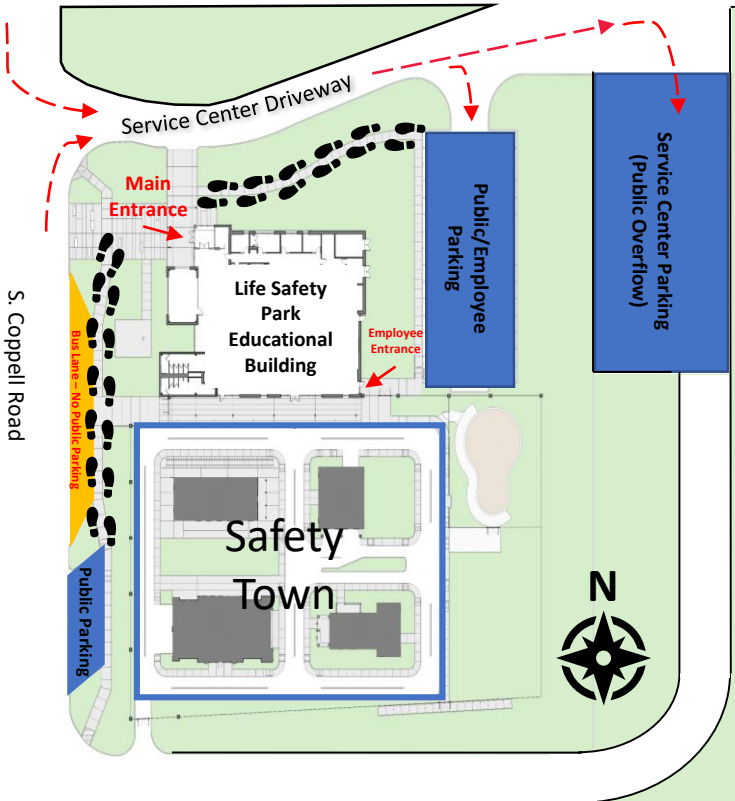 Service Center Driveway
Main
Entrance
Public/Employee
Parking
Service Center Parking
(Public Overflow)
Life Safety
Park
Educational
Building
Employee
Entrance
S. Coppell Road
Bus Lane – No Public Parking
Safety
Town
Public Parking
N